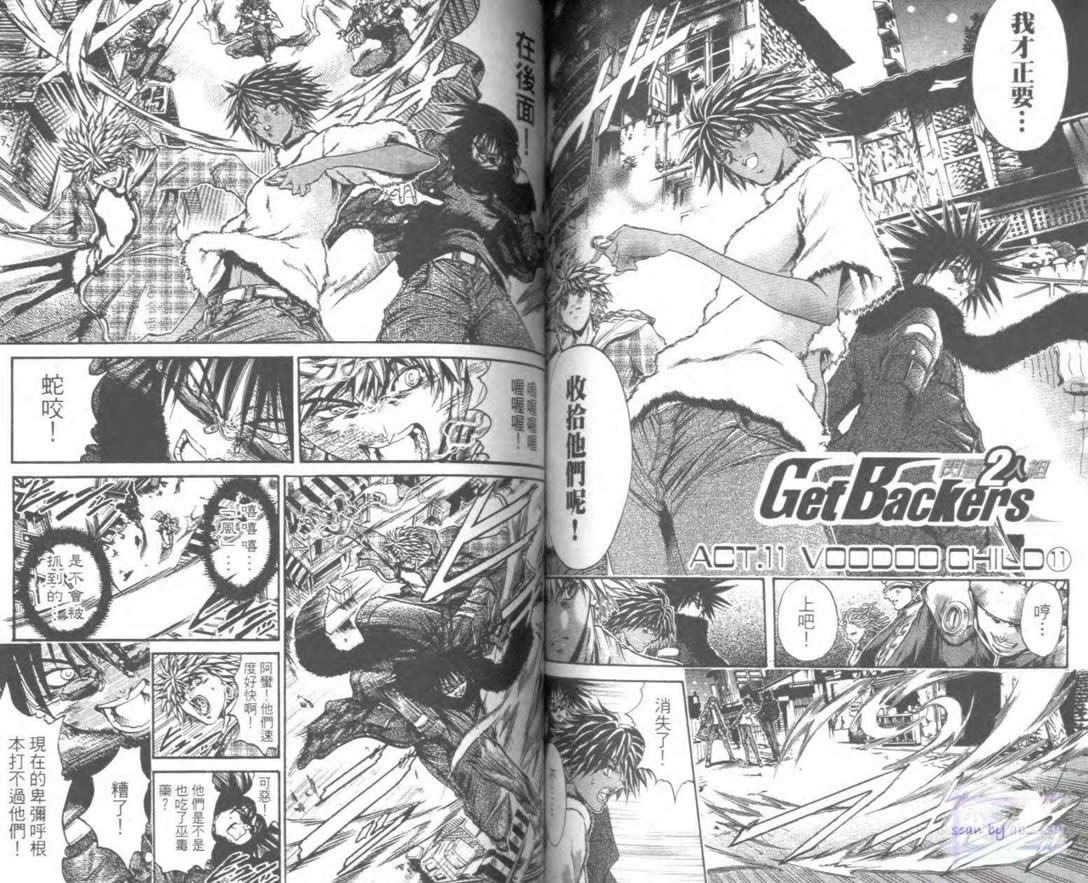 我才正要…
收拾他們呢！
閃電2人組
GetBackers
ACT.11 VOODOO CHILD⑪
哼…
上吧！
消失了！
在後面！
喔喔喔
喔喔喔！
蛇咬！
嘻嘻嘻…
「風」…
是不會被
抓到的…
阿蠻！他們速
度好快啊！
可惡！
他們是不是
也吃了巫毒
藥？
糟了！
現在的卑彌呼根
本打不過他們！
scan by